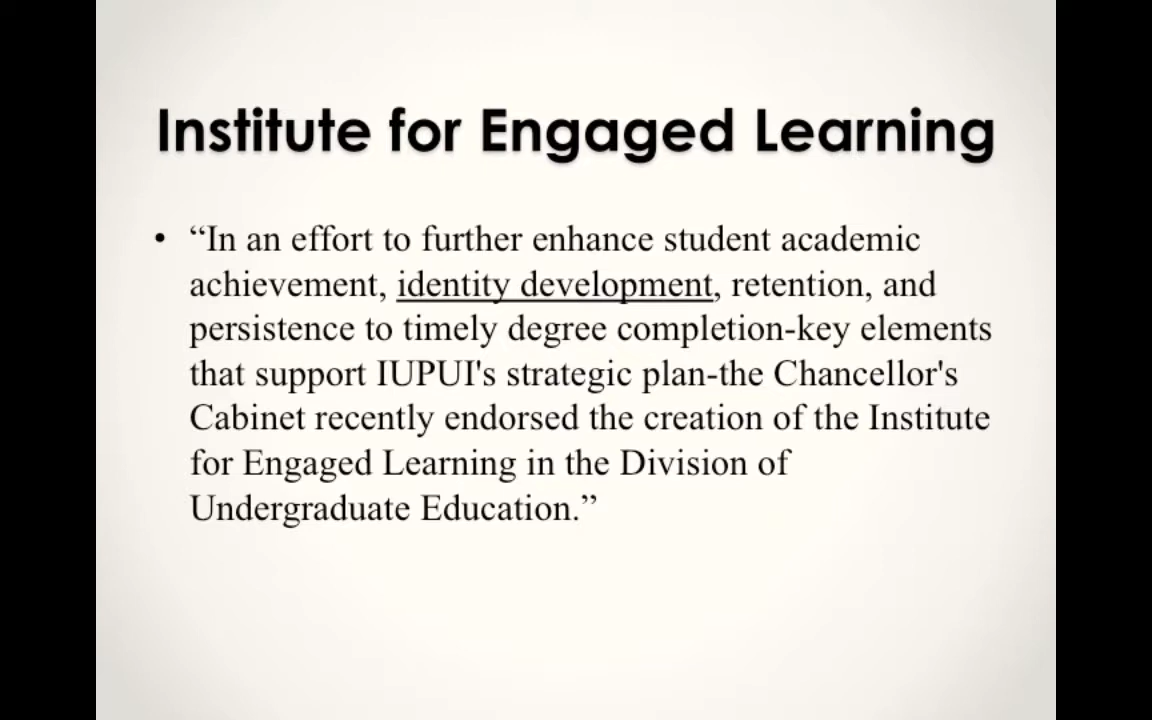 Institute for Engaged Learning
• “In an effort to further enhance student academic
achievement, identity development, retention, and
persistence to timely degree completion-key elements
that support IUPUI's strategic plan-the Chancellor's
Cabinet recently endorsed the creation of the Institute
for Engaged Learning in the Division of
Undergraduate Education.”